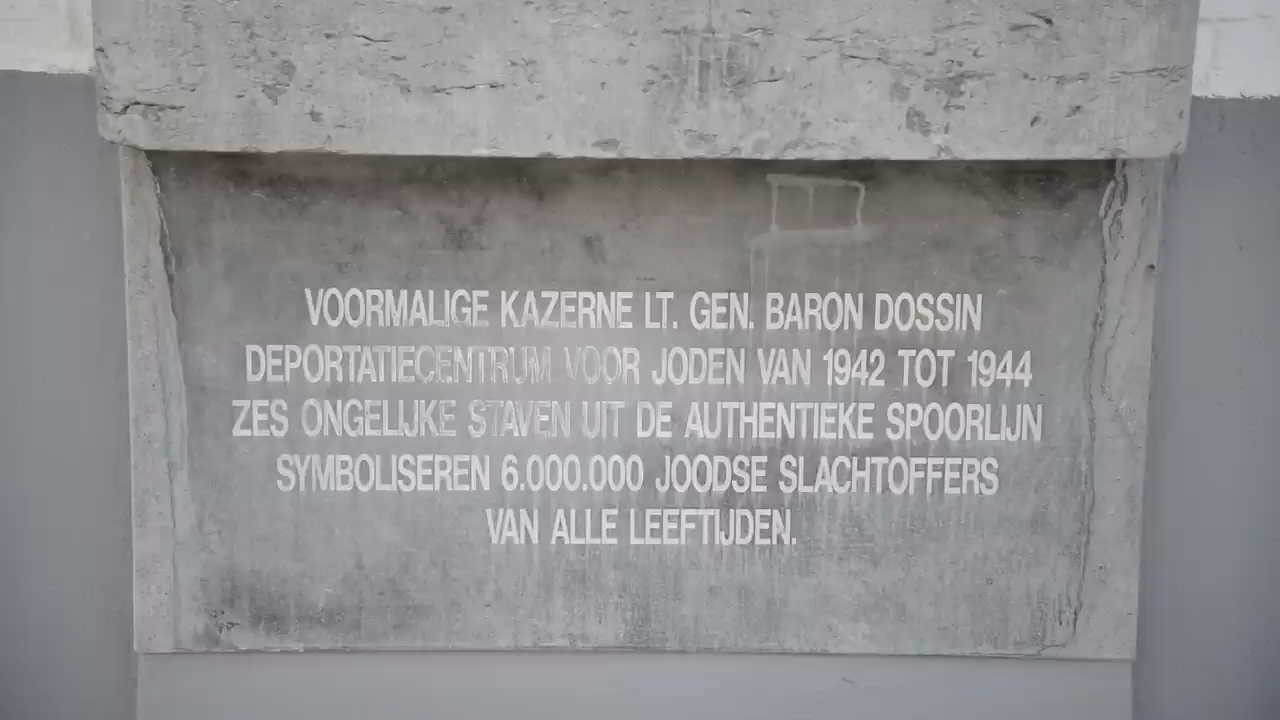 VOORMALIGE KAZERNE LT. GEN. BARON DOSSIN
DEPORTATIECENTRUM VOOR JODEN VAN 1942 TOT 1944
ZES ONGELIJKE STAVEN UIT DE AUTHENTIEKE SPOORLIJN
SYMBOLISEREN 6.000.000 JOODSE SLACHTOFFERS
VAN ALLE LEEFTIJDEN.